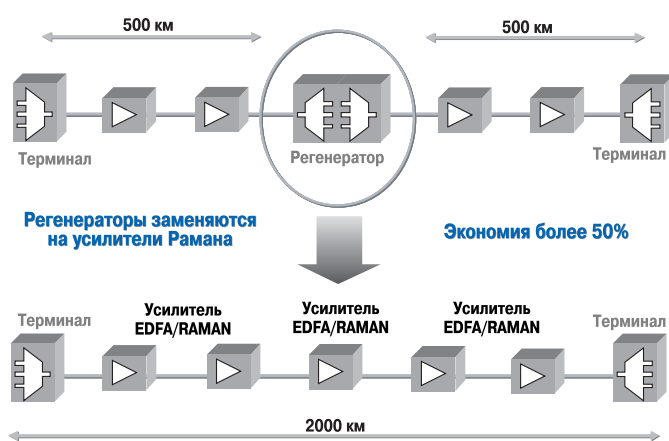 500 км
500 км
Терминал
Регенератор
Терминал
Регенераторы заменяются
на усилители Рамана
Экономия более 50%
Терминал
Усилитель
EDFA/RAMAN
Усилитель
EDFA/RAMAN
Усилитель
EDFA/RAMAN
Терминал
2000 км